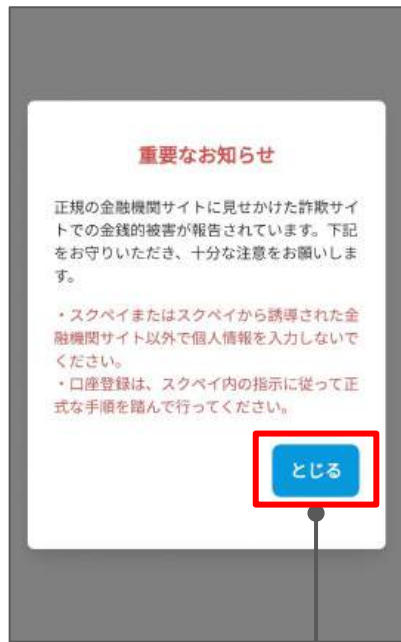 重要なお知らせ
正規の金融機関サイトに見せかけた詐欺サイ
トでの金銭的被害が報告されています。下記
をお守りいただき、十分な注意をお願いしま
す。
・スクペイまたはスクペイから誘導された金
融機関サイト以外で個人情報を入力しないで
ください。
・口座登録は、スクペイ内の指示に従って正
式な手順を踏んで行ってください。
とじる